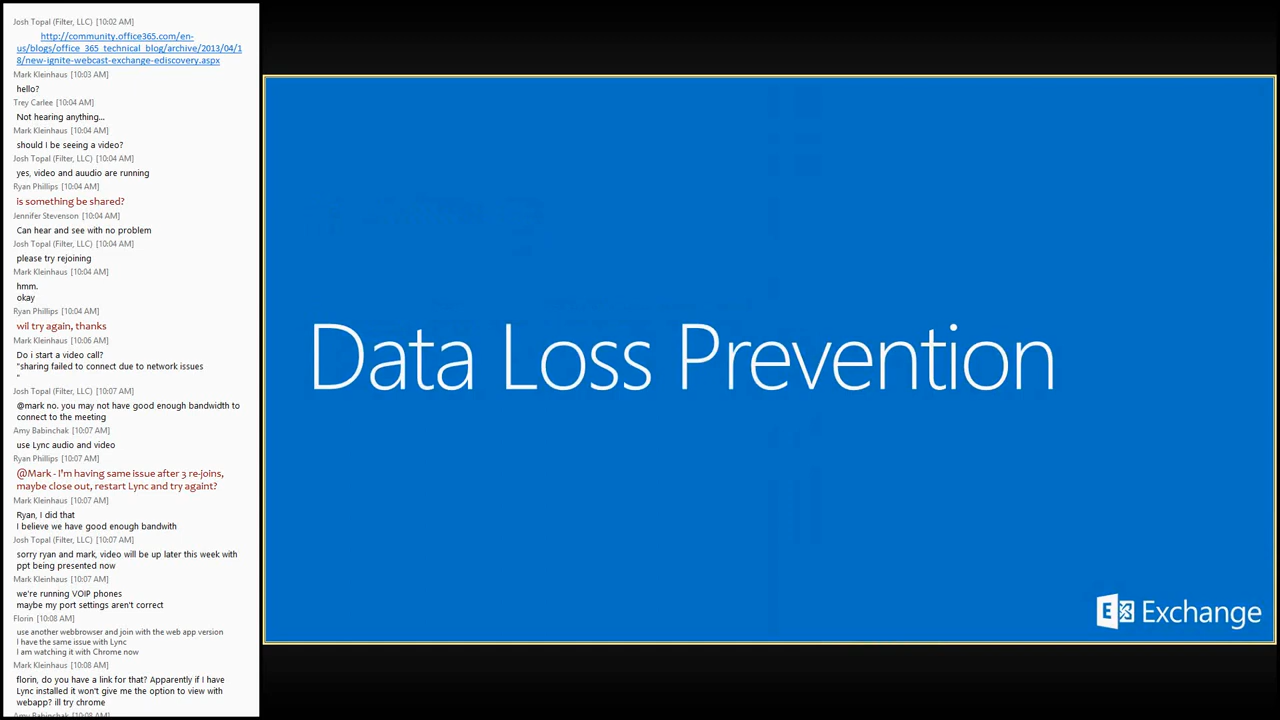 Josh Topal (Filter, LLC) [10:02 AM]
http://community.office365.com/en-
us/blogs/office_365_technical_blog/archive/2013/04/1
8/new-ignite-webcast-exchange-ediscovery.aspx
Mark Kleinhaus [10:03 AM]
hello?
Trey Carlee [10:04 AM]
Not hearing anything...
Mark Kleinhaus [10:04 AM]
should I be seeing a video?
Josh Topal (Filter, LLC) [10:04 AM]
yes, video and auudio are running
Ryan Phillips [10:04 AM]
is something be shared?
Jennifer Stevenson [10:04 AM]
Can hear and see with no problem
Josh Topal (Filter, LLC) [10:04 AM]
please try rejoining
Mark Kleinhaus [10:04 AM]
hmm.
okay
Ryan Phillips [10:04 AM]
wil try again, thanks
Mark Kleinhaus [10:06 AM]
Do i start a video call?
"sharing failed to connect due to network issues
"
Josh Topal (Filter, LLC) [10:07 AM]
@mark no. you may not have good enough bandwidth to
connect to the meeting
Amy Babinchak [10:07 AM]
use Lync audio and video
Ryan Phillips [10:07 AM]
@Mark - I'm having same issue after 3 re-joins,
maybe close out, restart Lync and try againt?
Mark Kleinhaus [10:07 AM]
Ryan, I did that
I believe we have good enough bandwith
Josh Topal (Filter, LLC) [10:07 AM]
sorry ryan and mark, video will be up later this week with
ppt being presented now
Mark Kleinhaus [10:07 AM]
we're running VOIP phones
maybe my port settings aren't correct
Florin [10:08 AM]
use another webbrowser and join with the web app version
I have the same issue with Lync
I am watching it with Chrome now
Mark Kleinhaus [10:08 AM]
florin, do you have a link for that? Apparently if I have
Lync installed it won't give me the option to view with
webapp? ill try chrome
Amy Babinchak [10:08 AM]
Data Loss Prevention
Exchange